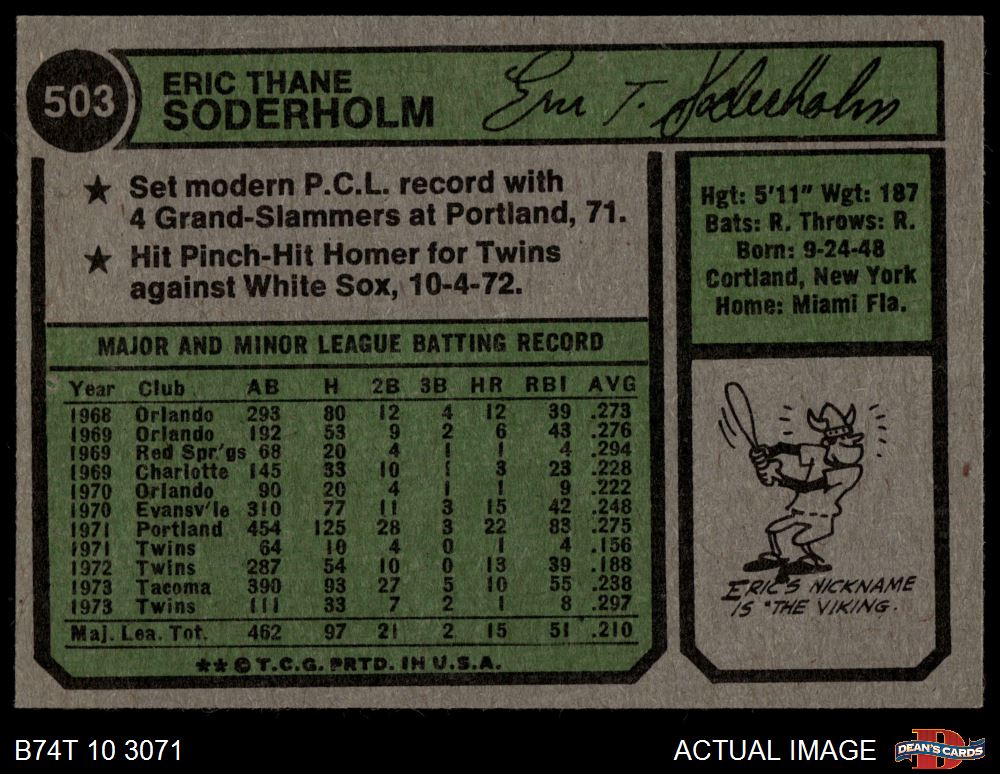 503
ERIC THANE
SODERHOLM
Eric T. Soderholm
★ Set modern P.C.L. record with
4 Grand-Slammers at Portland, 71.
★ Hit Pinch-Hit Homer for Twins
against White Sox, 10-4-72.
Hgt: 5'11" Wgt: 187
Bats: R. Throws: R.
Born: 9-24-48
Cortland, New York
Home: Miami Fla.
MAJOR AND MINOR LEAGUE BATTING RECORD
Year Club AB H 2B 3B HR RBI AVG
1968 Orlando 293 80 12 4 12 39 .273
1969 Orlando 192 53 9 2 6 43 .276
1969 Red Spr'gs 68 20 4 1 1 4 .294
1969 Charlotte 145 33 10 1 3 23 .228
1970 Orlando 90 20 4 1 1 9 .222
1970 Evansv'le 310 77 11 3 15 42 .248
1971 Portland 454 125 28 3 22 83 .275
1971 Twins 64 10 4 0 1 4 .156
1972 Twins 287 54 10 0 13 39 .188
1973 Tacoma 390 93 27 5 10 55 .238
1973 Twins 111 33 7 2 1 8 .297
Maj. Lea. Tot. 462 97 21 2 15 51 .210
**© T.C.G. PRTD. IN U.S.A.
ERIC'S NICKNAME
IS "THE VIKING.
B74T 10 3071
ACTUAL IMAGE
D
DEAN'S CARDS